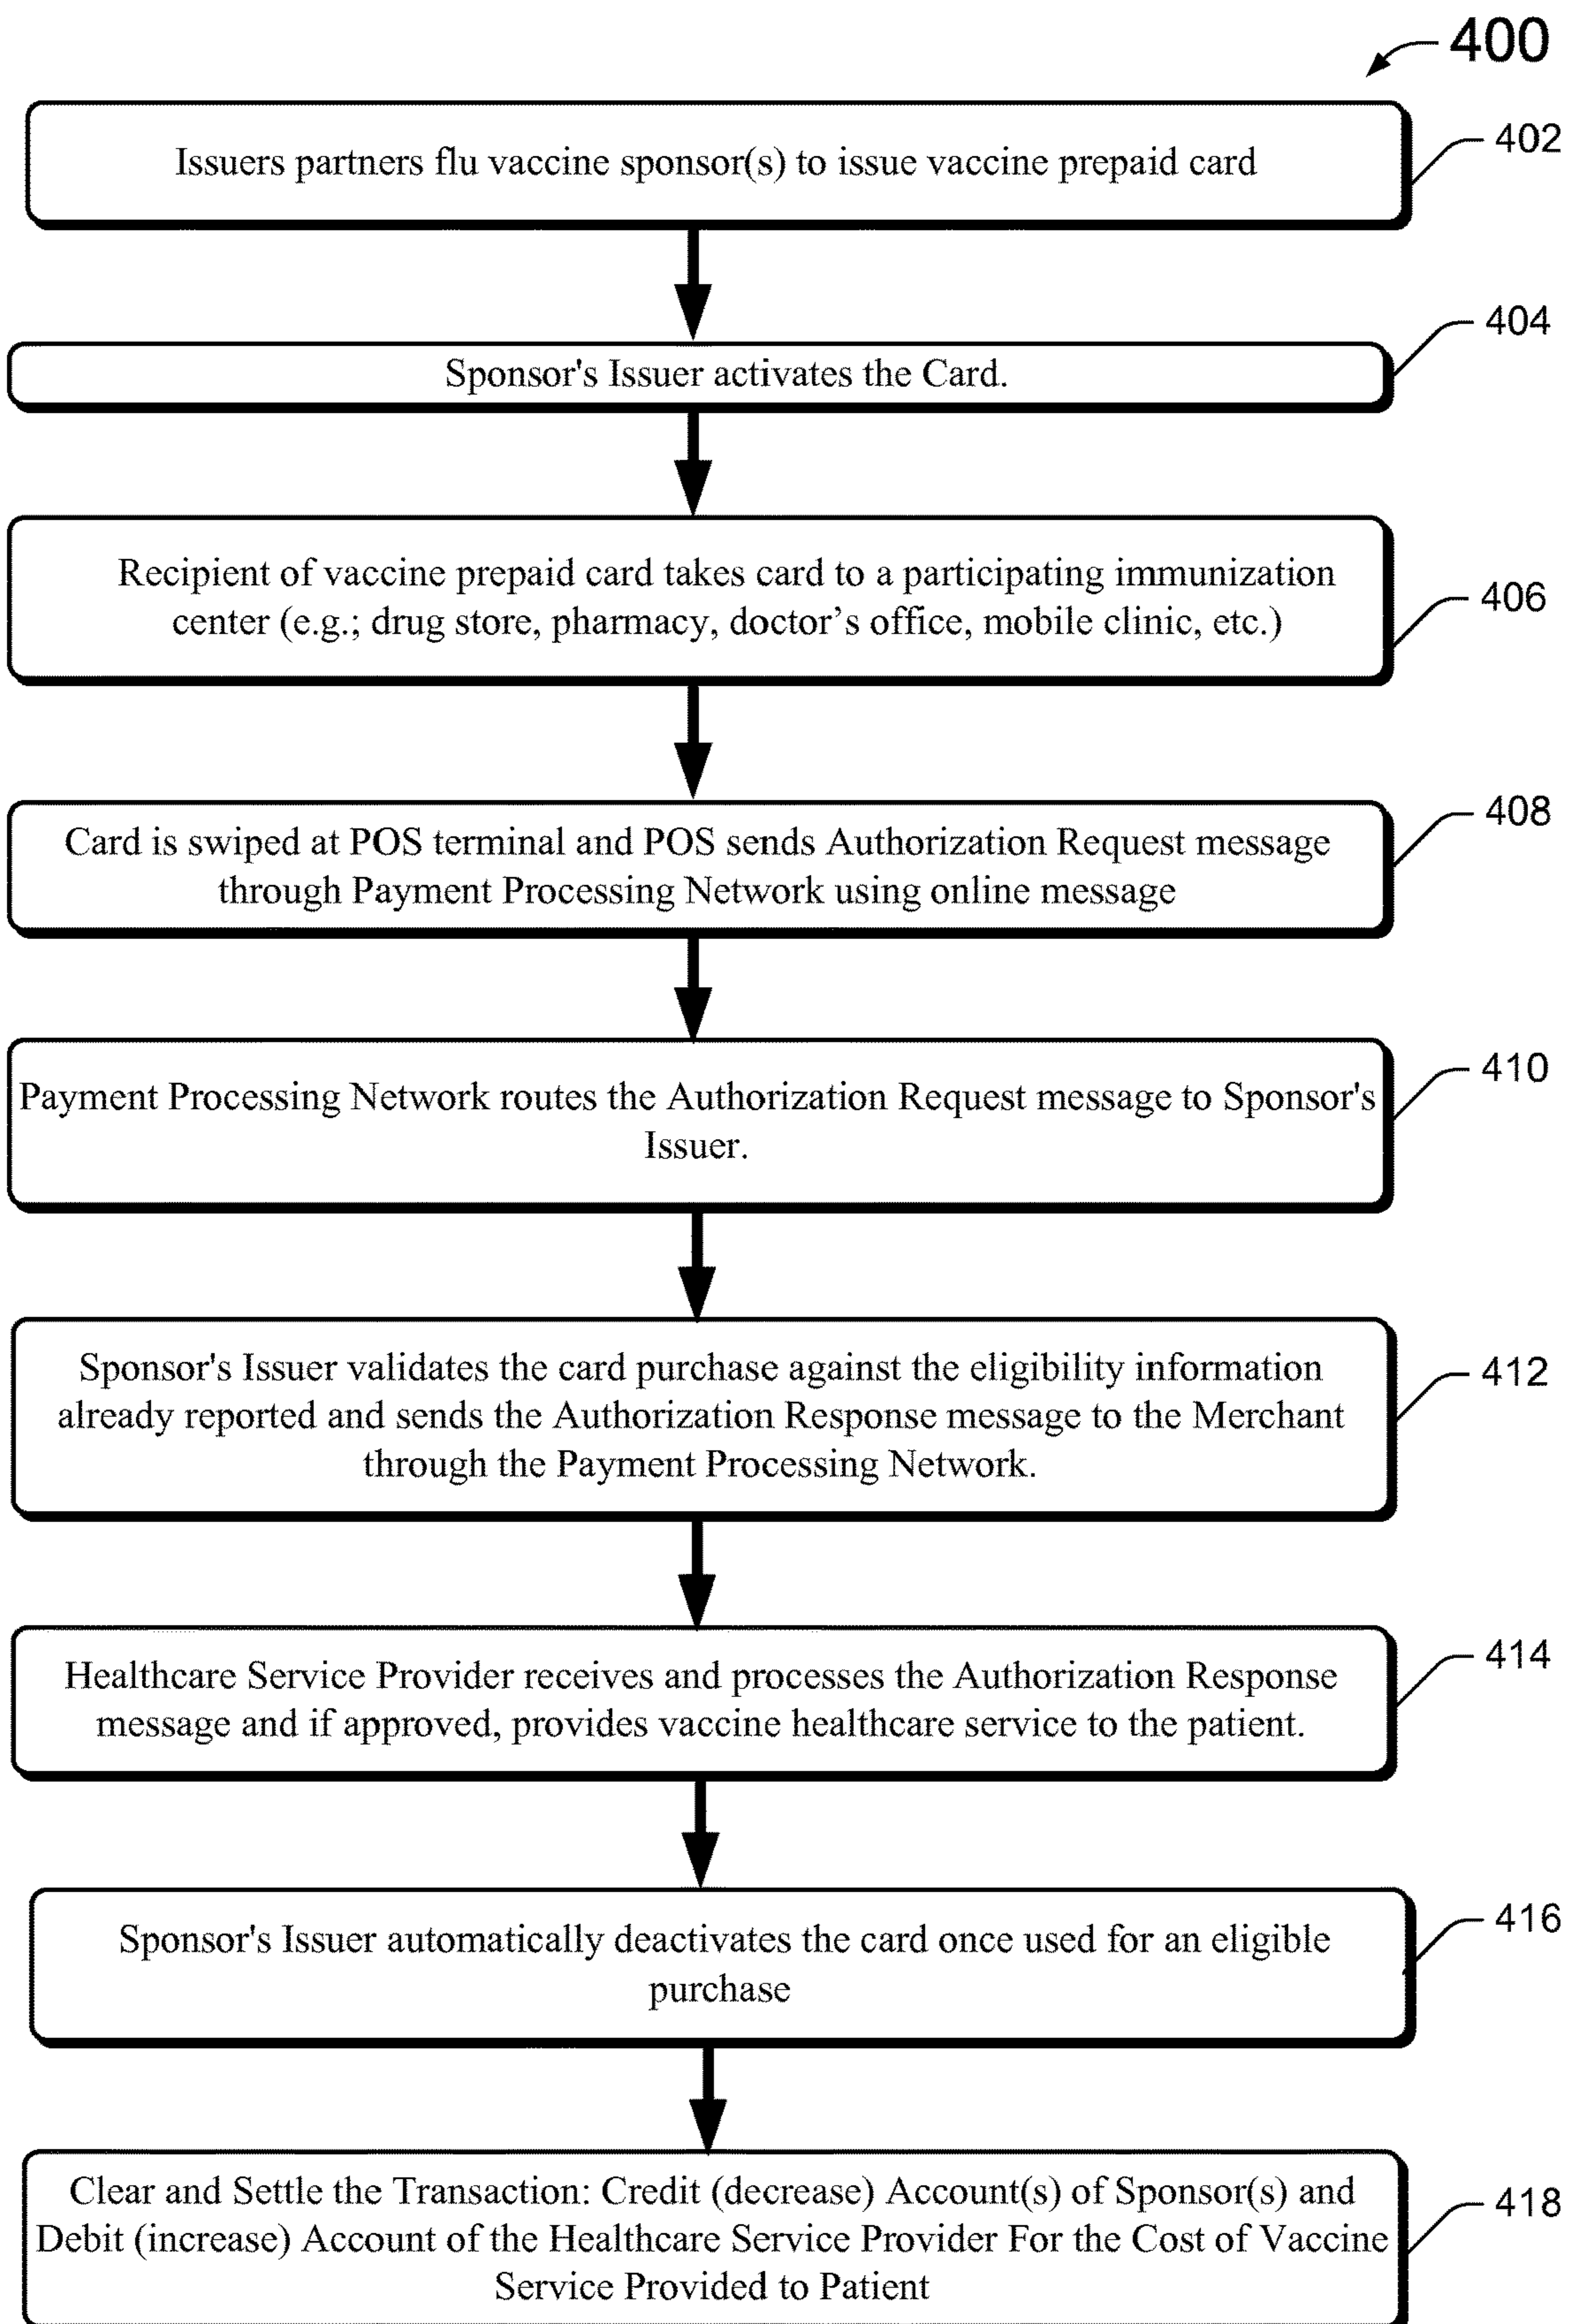 400
Issuers partners flu vaccine sponsor(s) to issue vaccine prepaid card
402
Sponsor's Issuer activates the Card.
404
Recipient of vaccine prepaid card takes card to a participating immunization
center (e.g.; drug store, pharmacy, doctor’s office, mobile clinic, etc.)
406
Card is swiped at POS terminal and POS sends Authorization Request message
through Payment Processing Network using online message
408
Payment Processing Network routes the Authorization Request message to Sponsor's
Issuer.
410
Sponsor's Issuer validates the card purchase against the eligibility information
already reported and sends the Authorization Response message to the Merchant
through the Payment Processing Network.
412
Healthcare Service Provider receives and processes the Authorization Response
message and if approved, provides vaccine healthcare service to the patient.
414
Sponsor's Issuer automatically deactivates the card once used for an eligible
purchase
416
Clear and Settle the Transaction: Credit (decrease) Account(s) of Sponsor(s) and
Debit (increase) Account of the Healthcare Service Provider For the Cost of Vaccine
Service Provided to Patient
418